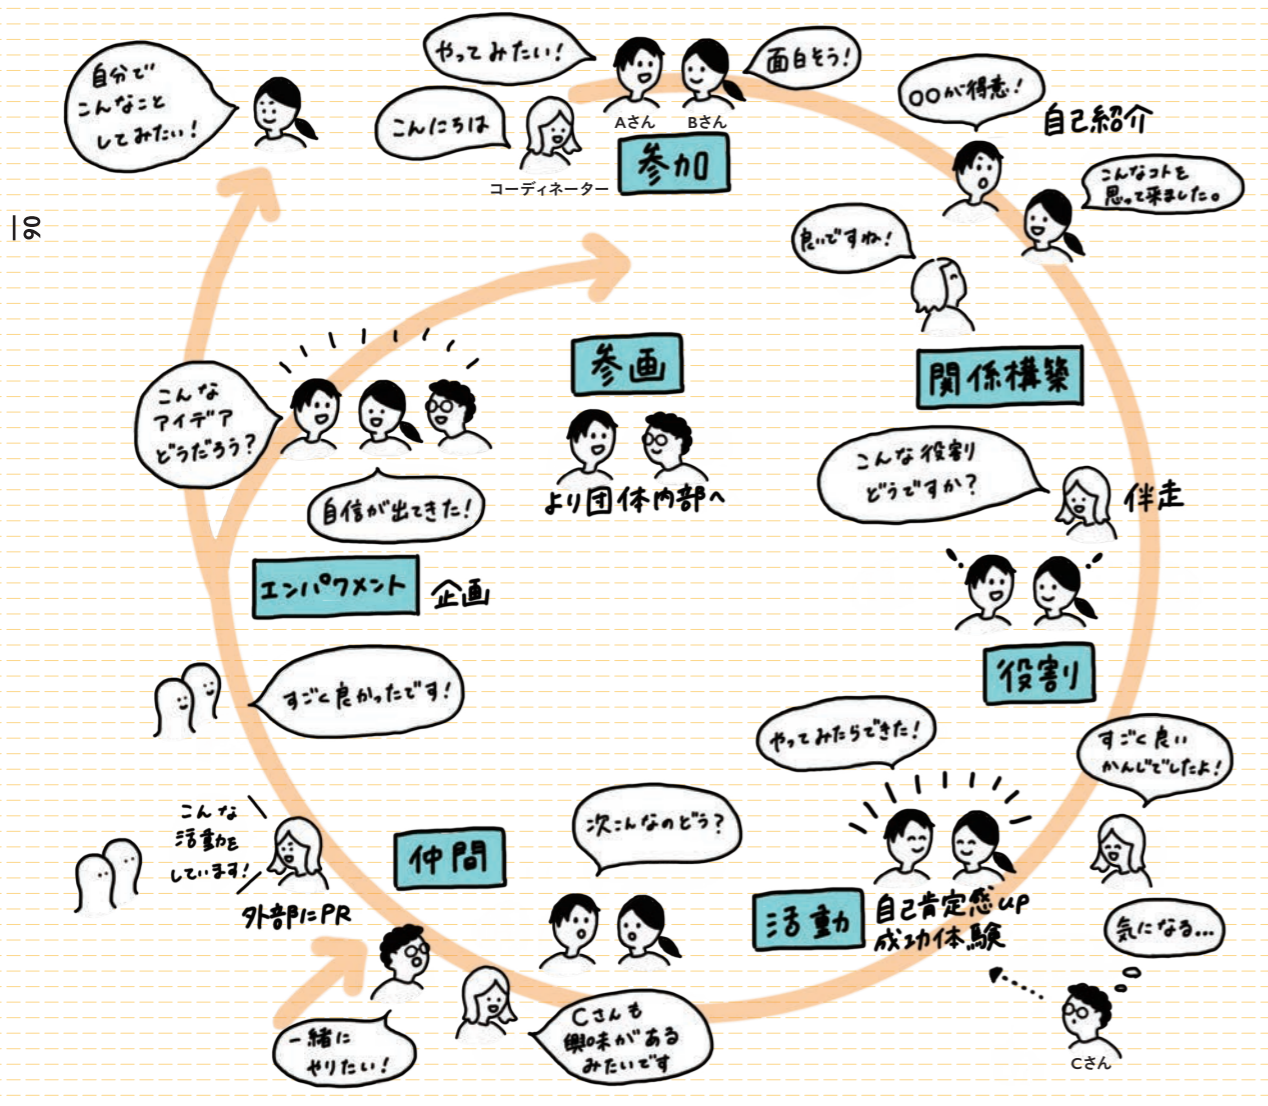 やってみたい！
面白そう！
こんにちは
Aさん
Bさん
コーディネーター
参加
〇〇が得意！
自己紹介
こんなコトを
思って来ました。
良いですね！
関係構築
こんな役割
どうですか？
伴走
役割
やってみたらできた！
すごく良い
かんじでしたよ！
活動
自己肯定感up
成功体験
気になる…
Cさん
次こんなのどう？
Cさんも
興味がある
みたいです
仲間
一緒に
やりたい！
こんな
活動を
しています！
外部にPR
すごく良かったです！
エンパワメント
企画
自信が出てきた！
こんな
アイデア
どうだろう？
参画
より団体内部へ
自分で
こんなこと
してみたい！
90